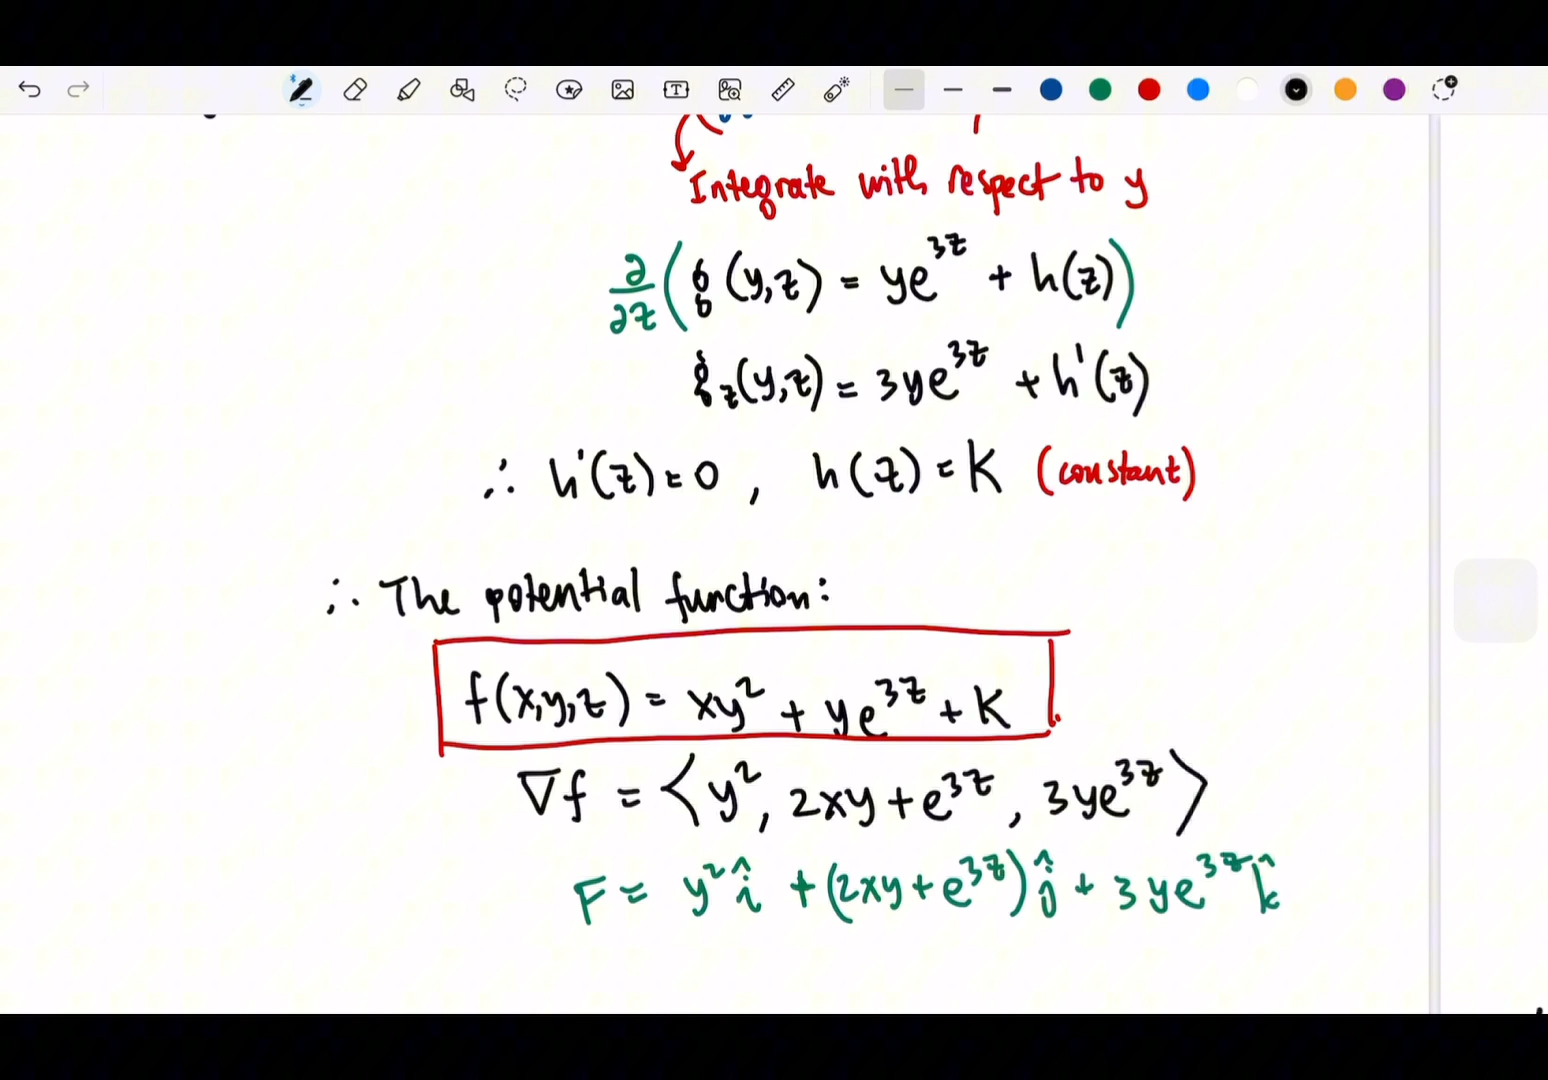 Integrate with respect to y
∂/∂z (g(y,z) = ye^{3z} + h(z))
g_z(y,z) = 3ye^{3z} + h'(z)
∴ h'(z) = 0 , h(z) = K (constant)
∴ The potential function:
f(x,y,z) = xy² + ye^{3z} + K
∇f = ⟨y², 2xy + e^{3z}, 3ye^{3z}⟩
F = y² î + (2xy + e^{3z}) ĵ + 3ye^{3z} k̂